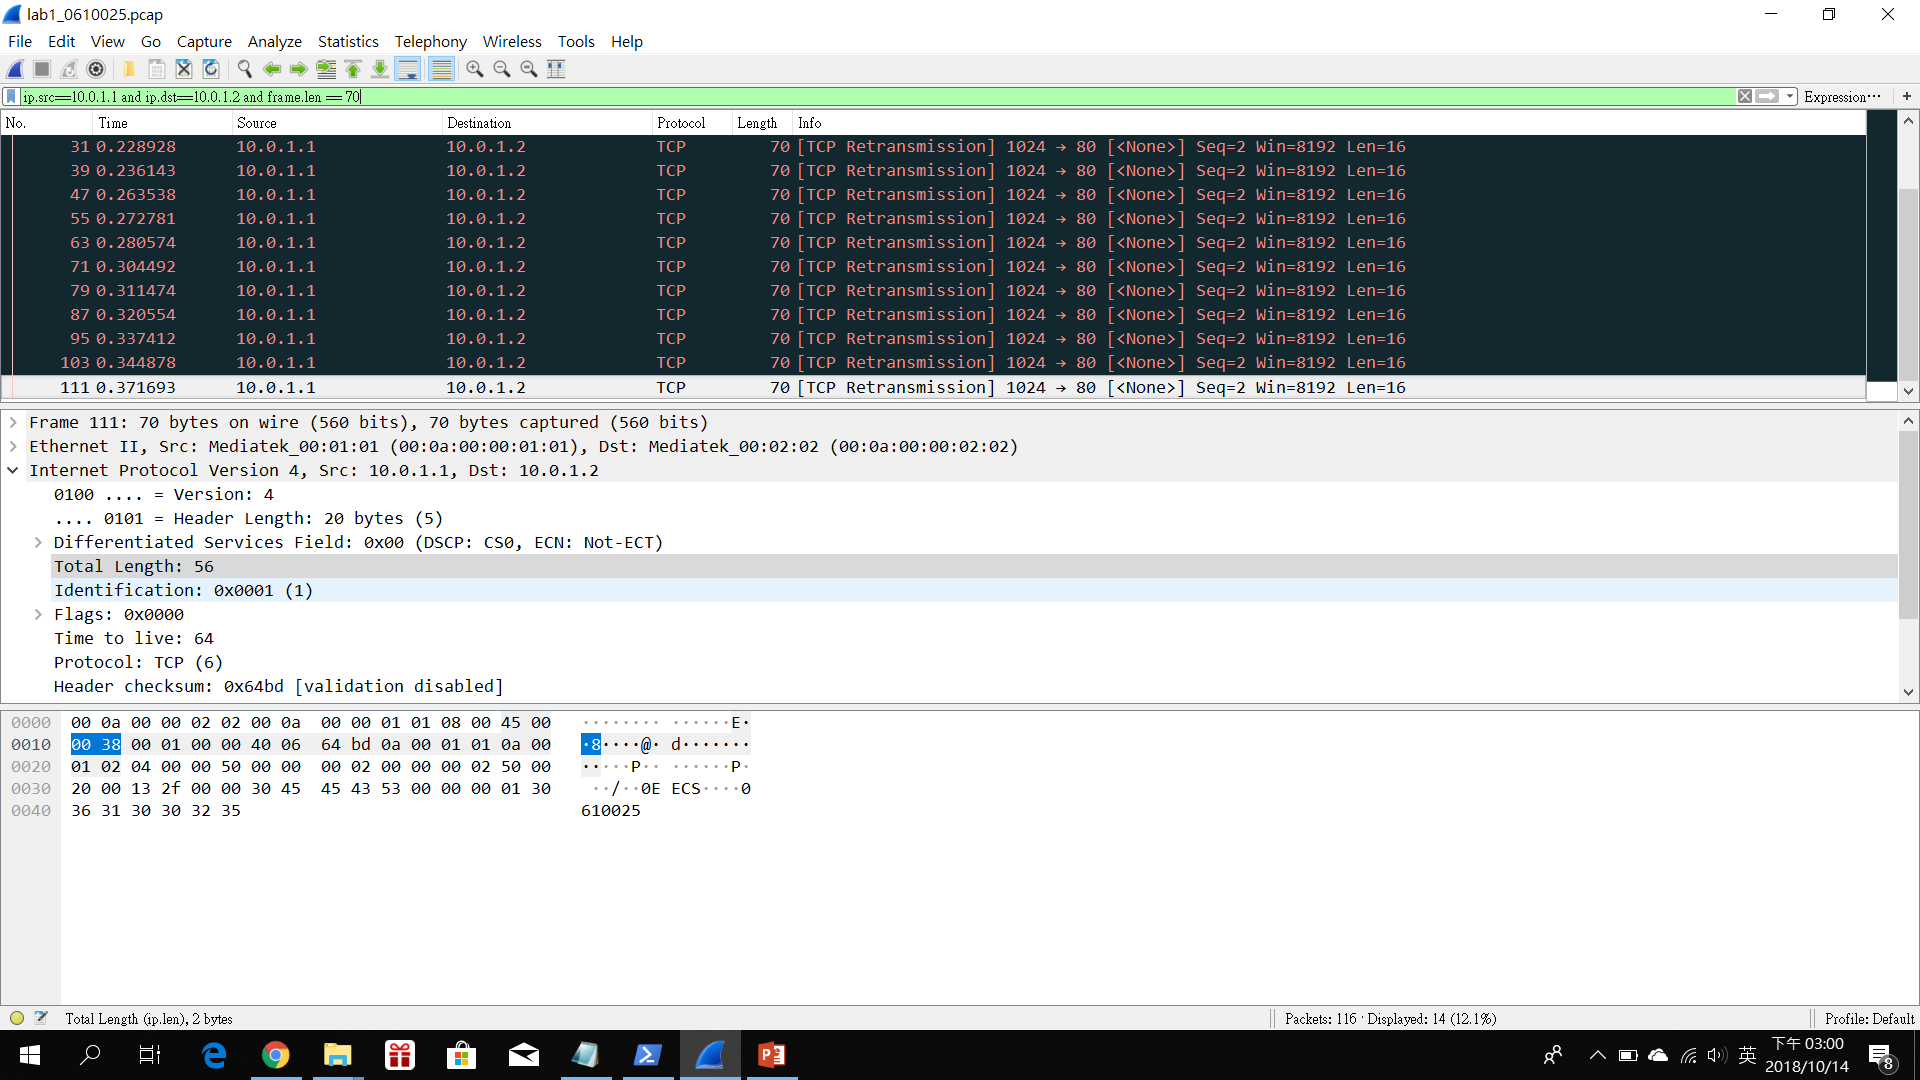 lab1_0610025.pcap
File Edit View Go Capture Analyze Statistics Telephony Wireless Tools Help
ip.src==10.0.1.1 and ip.dst==10.0.1.2 and frame.len == 70
Expression… +
No. Time Source Destination Protocol Length Info
31 0.228928 10.0.1.1 10.0.1.2 TCP 70 [TCP Retransmission] 1024 → 80 [<None>] Seq=2 Win=8192 Len=16
39 0.236143 10.0.1.1 10.0.1.2 TCP 70 [TCP Retransmission] 1024 → 80 [<None>] Seq=2 Win=8192 Len=16
47 0.263538 10.0.1.1 10.0.1.2 TCP 70 [TCP Retransmission] 1024 → 80 [<None>] Seq=2 Win=8192 Len=16
55 0.272781 10.0.1.1 10.0.1.2 TCP 70 [TCP Retransmission] 1024 → 80 [<None>] Seq=2 Win=8192 Len=16
63 0.280574 10.0.1.1 10.0.1.2 TCP 70 [TCP Retransmission] 1024 → 80 [<None>] Seq=2 Win=8192 Len=16
71 0.304492 10.0.1.1 10.0.1.2 TCP 70 [TCP Retransmission] 1024 → 80 [<None>] Seq=2 Win=8192 Len=16
79 0.311474 10.0.1.1 10.0.1.2 TCP 70 [TCP Retransmission] 1024 → 80 [<None>] Seq=2 Win=8192 Len=16
87 0.320554 10.0.1.1 10.0.1.2 TCP 70 [TCP Retransmission] 1024 → 80 [<None>] Seq=2 Win=8192 Len=16
95 0.337412 10.0.1.1 10.0.1.2 TCP 70 [TCP Retransmission] 1024 → 80 [<None>] Seq=2 Win=8192 Len=16
103 0.344878 10.0.1.1 10.0.1.2 TCP 70 [TCP Retransmission] 1024 → 80 [<None>] Seq=2 Win=8192 Len=16
111 0.371693 10.0.1.1 10.0.1.2 TCP 70 [TCP Retransmission] 1024 → 80 [<None>] Seq=2 Win=8192 Len=16
Frame 111: 70 bytes on wire (560 bits), 70 bytes captured (560 bits)
Ethernet II, Src: Mediatek_00:01:01 (00:0a:00:00:01:01), Dst: Mediatek_00:02:02 (00:0a:00:00:02:02)
Internet Protocol Version 4, Src: 10.0.1.1, Dst: 10.0.1.2
0100 .... = Version: 4
.... 0101 = Header Length: 20 bytes (5)
Differentiated Services Field: 0x00 (DSCP: CS0, ECN: Not-ECT)
Total Length: 56
Identification: 0x0001 (1)
Flags: 0x0000
Time to live: 64
Protocol: TCP (6)
Header checksum: 0x64bd [validation disabled]
0000 00 0a 00 00 02 02 00 0a 00 00 01 01 08 00 45 00 ········ ······E·
0010 00 38 00 01 00 00 40 06 64 bd 0a 00 01 01 0a 00 ·8····@· d·······
0020 01 02 04 00 00 50 00 00 00 02 00 00 00 02 50 00 ·····P·· ······P·
0030 20 00 13 2f 00 00 30 45 45 43 53 00 00 00 01 30 ··/··0E ECS····0
0040 36 31 30 30 32 35 610025
Total Length (ip.len), 2 bytes
Packets: 116 · Displayed: 14 (12.1%)
Profile: Default
英
下午 03:00
2018/10/14
8